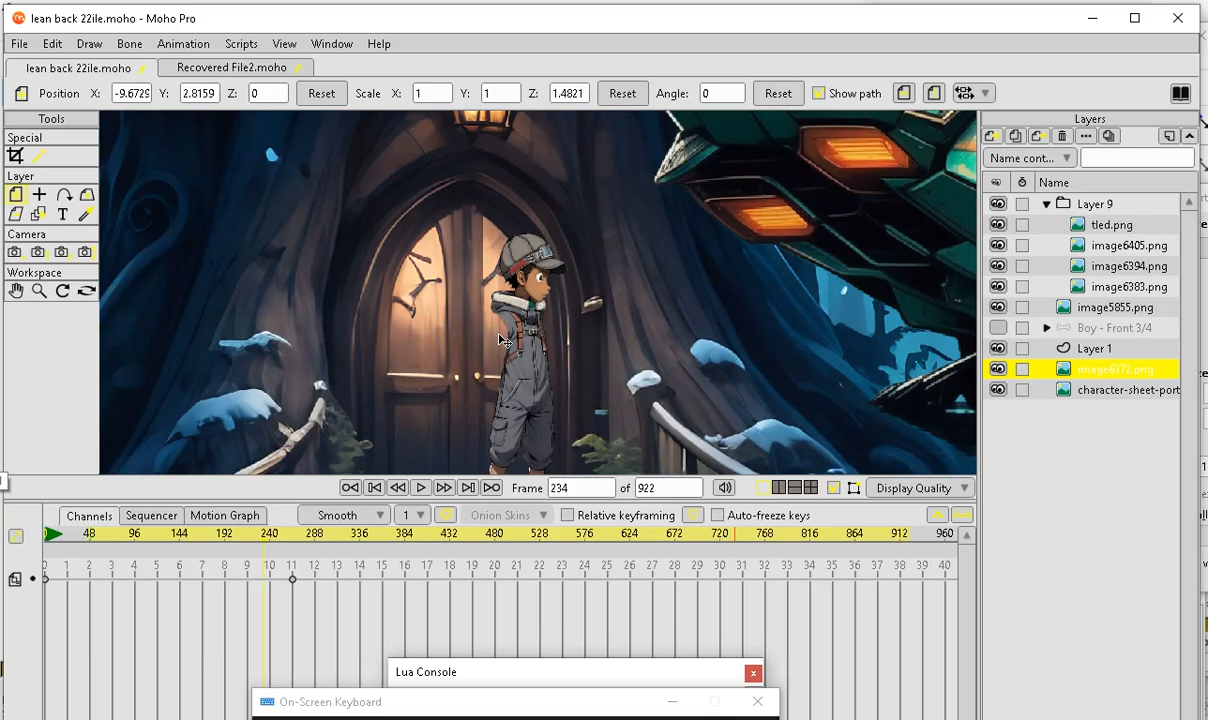 lean back 22ile.moho - Moho Pro
File Edit Draw Bone Animation Scripts View Window Help
lean back 22ile.moho Recovered File2.moho
Position X: -9.6729 Y: 2.8159 Z: 0 Reset Scale X: 1 Y: 1 Z: 1.4821 Reset Angle: 0 Reset Show path
Tools
Special
Layer
T
Camera
Workspace
Layers
Name cont...
Name
Layer 9
tled.png
image6405.png
image6394.png
image6383.png
image5855.png
Boy - Front 3/4
Layer 1
image6372.png
character-sheet-port
Frame 234 of 922 Display Quality
Channels Sequencer Motion Graph Smooth 1 Onion Skins Relative keyframing Auto-freeze keys
48 96 144 192 240 288 336 384 432 480 528 576 624 672 720 768 816 864 912 960
0 1 2 3 4 5 6 7 8 9 10 11 12 13 14 15 16 17 18 19 20 21 22 23 24 25 26 27 28 29 30 31 32 33 34 35 36 37 38 39 40
Lua Console x
On-Screen Keyboard